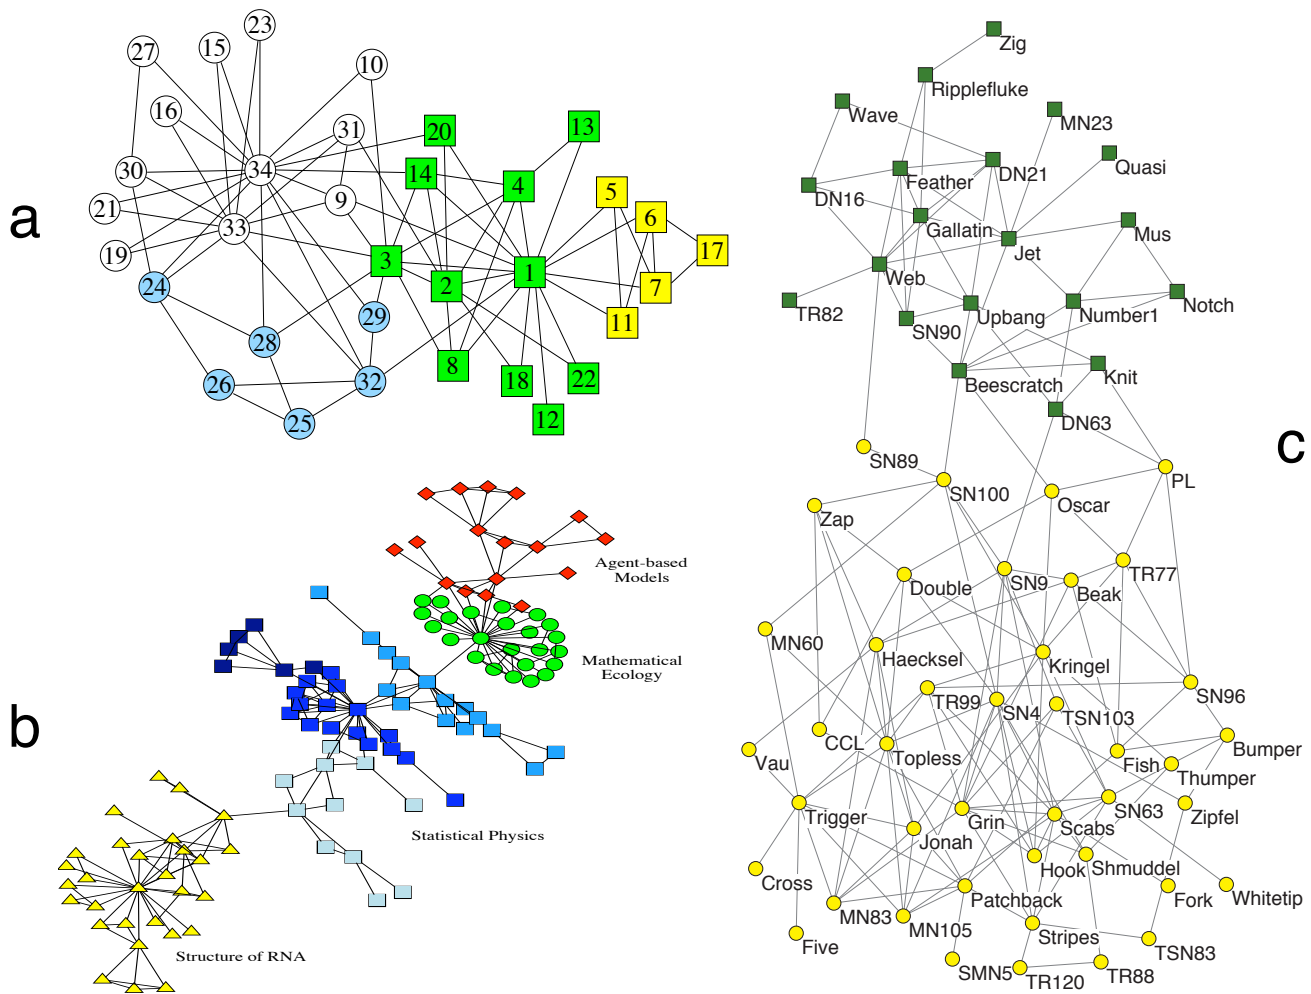 a
23
27
15
10
16
31
20
13
34
14
30
4
5
9
21
6
33
19
17
3
1
24
2
7
29
11
28
8
18
22
26
32
12
25
b
Agent-based
Models
Mathematical
Ecology
Statistical Physics
Structure of RNA
c
Zig
Ripplefluke
Wave
MN23
Quasi
DN21
Feather
DN16
Gallatin
Mus
Jet
Web
Notch
TR82
Upbang
Number1
SN90
Beescratch
Knit
DN63
SN89
PL
SN100
Oscar
Zap
TR77
SN9
Double
Beak
MN60
Haecksel
Kringel
SN96
TR99
SN4
TSN103
CCL
Topless
Bumper
Vau
Fish
Thumper
SN63
Zipfel
Trigger
Grin
Scabs
Jonah
Hook
Shmuddel
Cross
Patchback
Fork
Whitetip
MN83
MN105
Stripes
Five
TSN83
SMN5
TR120
TR88